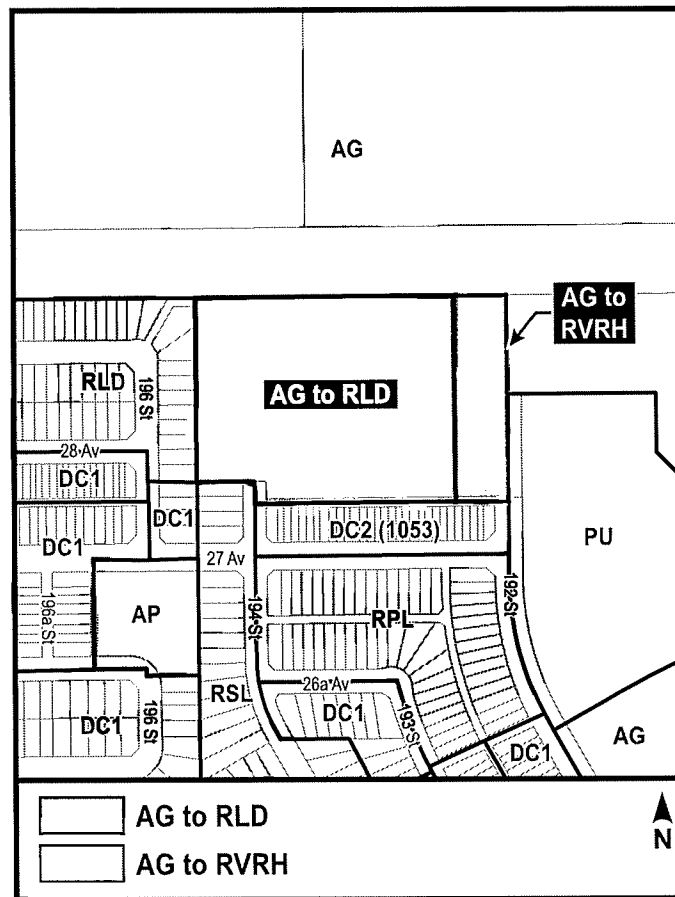 AG
AG to
RVRH
RLD
196 St
AG to RLD
28 Av
DC1
DC1
DC1
DC2 (1053)
PU
27 Av
AP
196a St
194 St
RPL
192 St
RSL
26a Av
DC1
196 St
DC1
193 St
DC1
AG
AG to RLD
AG to RVRH
N